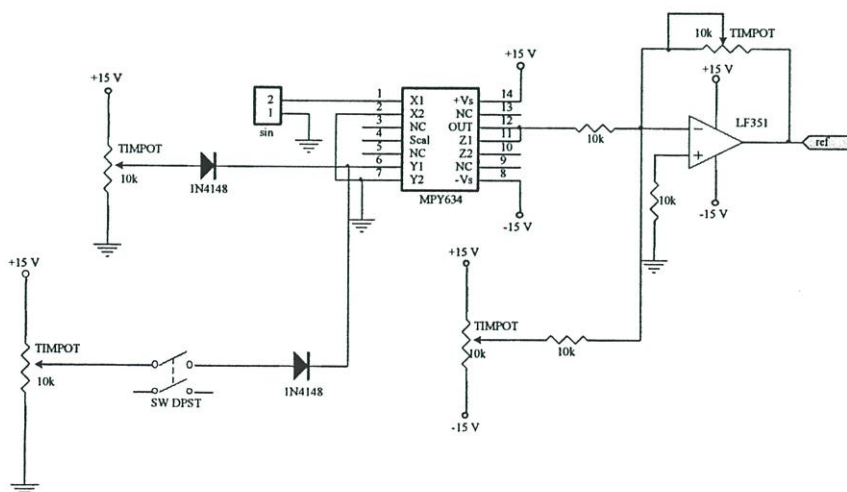 10k
TIMPOT
+15 V
LF351
ref
10k
10k
-15 V
+15 V
TIMPOT
10k
1N4148
2
1
sin
+15 V
1 X1 +Vs 14
2 X2 NC 13
3 NC OUT 12
4 Scal Z1 11
5 NC Z2 10
6 Y1 NC 9
7 Y2 -Vs 8
MPY634
-15 V
+15 V
TIMPOT
10k
SW DPST
1N4148
+15 V
TIMPOT
10k
10k
-15 V